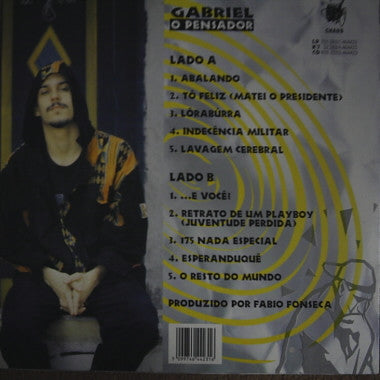 GABRIEL
O PENSADOR
CHAOS
LADO A
1. ABALANDO
2. TÔ FELIZ (MATEI O PRESIDENTE)
3. LÔRABÚRRA
4. INDECÊNCIA MILITAR
5. LAVAGEM CEREBRAL
LADO B
1. ...E VOCÊ?
2. RETRATO DE UM PLAYBOY
(JUVENTUDE PERDIDA)
3. 175 NADA ESPECIAL
4. ESPERANDUQUÊ
5. O RESTO DO MUNDO
PRODUZIDO POR FABIO FONSECA